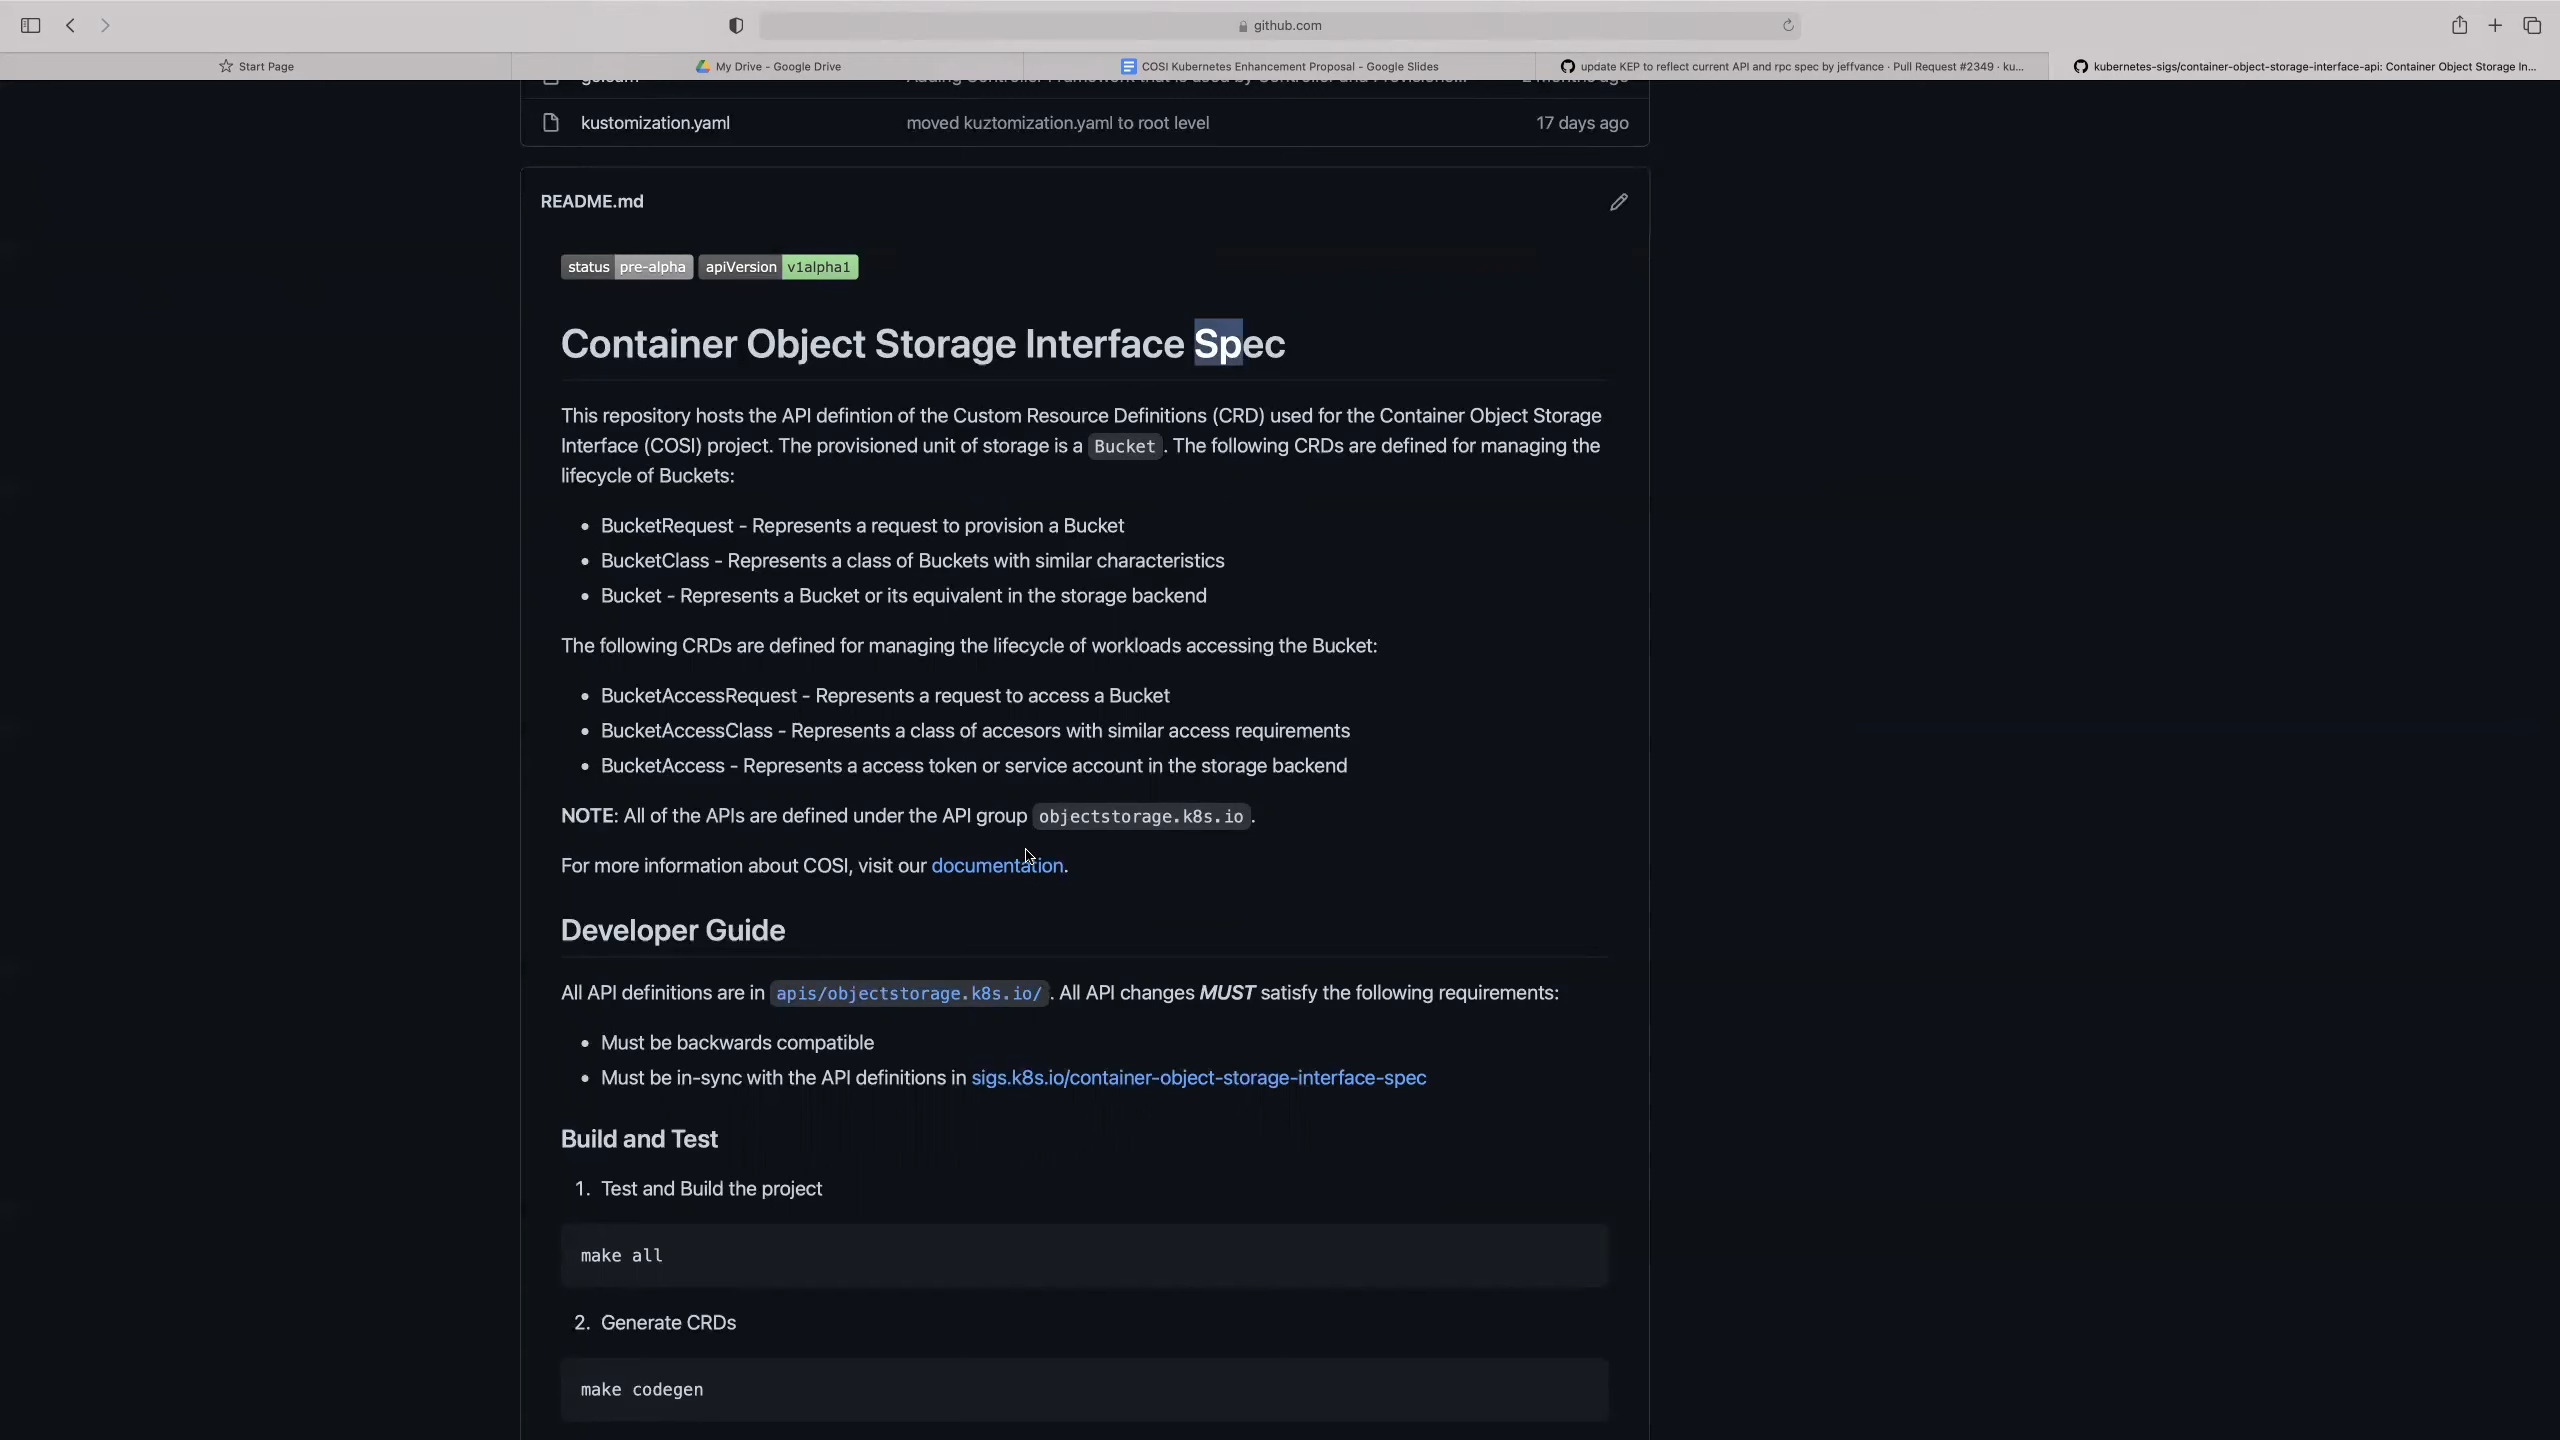 github.com
Start Page
My Drive - Google Drive
COSI Kubernetes Enhancement Proposal - Google Slides
update KEP to reflect current API and rpc spec by jeffvance · Pull Request #2349 · ku...
kubernetes-sigs/container-object-storage-interface-api: Container Object Storage In...
kustomization.yaml
moved kuztomization.yaml to root level
17 days ago
README.md
status pre-alpha apiVersion v1alpha1
Container Object Storage Interface Spec
This repository hosts the API defintion of the Custom Resource Definitions (CRD) used for the Container Object Storage
Interface (COSI) project. The provisioned unit of storage is a Bucket . The following CRDs are defined for managing the
lifecycle of Buckets:
• BucketRequest - Represents a request to provision a Bucket
• BucketClass - Represents a class of Buckets with similar characteristics
• Bucket - Represents a Bucket or its equivalent in the storage backend
The following CRDs are defined for managing the lifecycle of workloads accessing the Bucket:
• BucketAccessRequest - Represents a request to access a Bucket
• BucketAccessClass - Represents a class of accesors with similar access requirements
• BucketAccess - Represents a access token or service account in the storage backend
NOTE: All of the APIs are defined under the API group objectstorage.k8s.io .
For more information about COSI, visit our documentation.
Developer Guide
All API definitions are in apis/objectstorage.k8s.io/ . All API changes MUST satisfy the following requirements:
• Must be backwards compatible
• Must be in-sync with the API definitions in sigs.k8s.io/container-object-storage-interface-spec
Build and Test
1. Test and Build the project
make all
2. Generate CRDs
make codegen